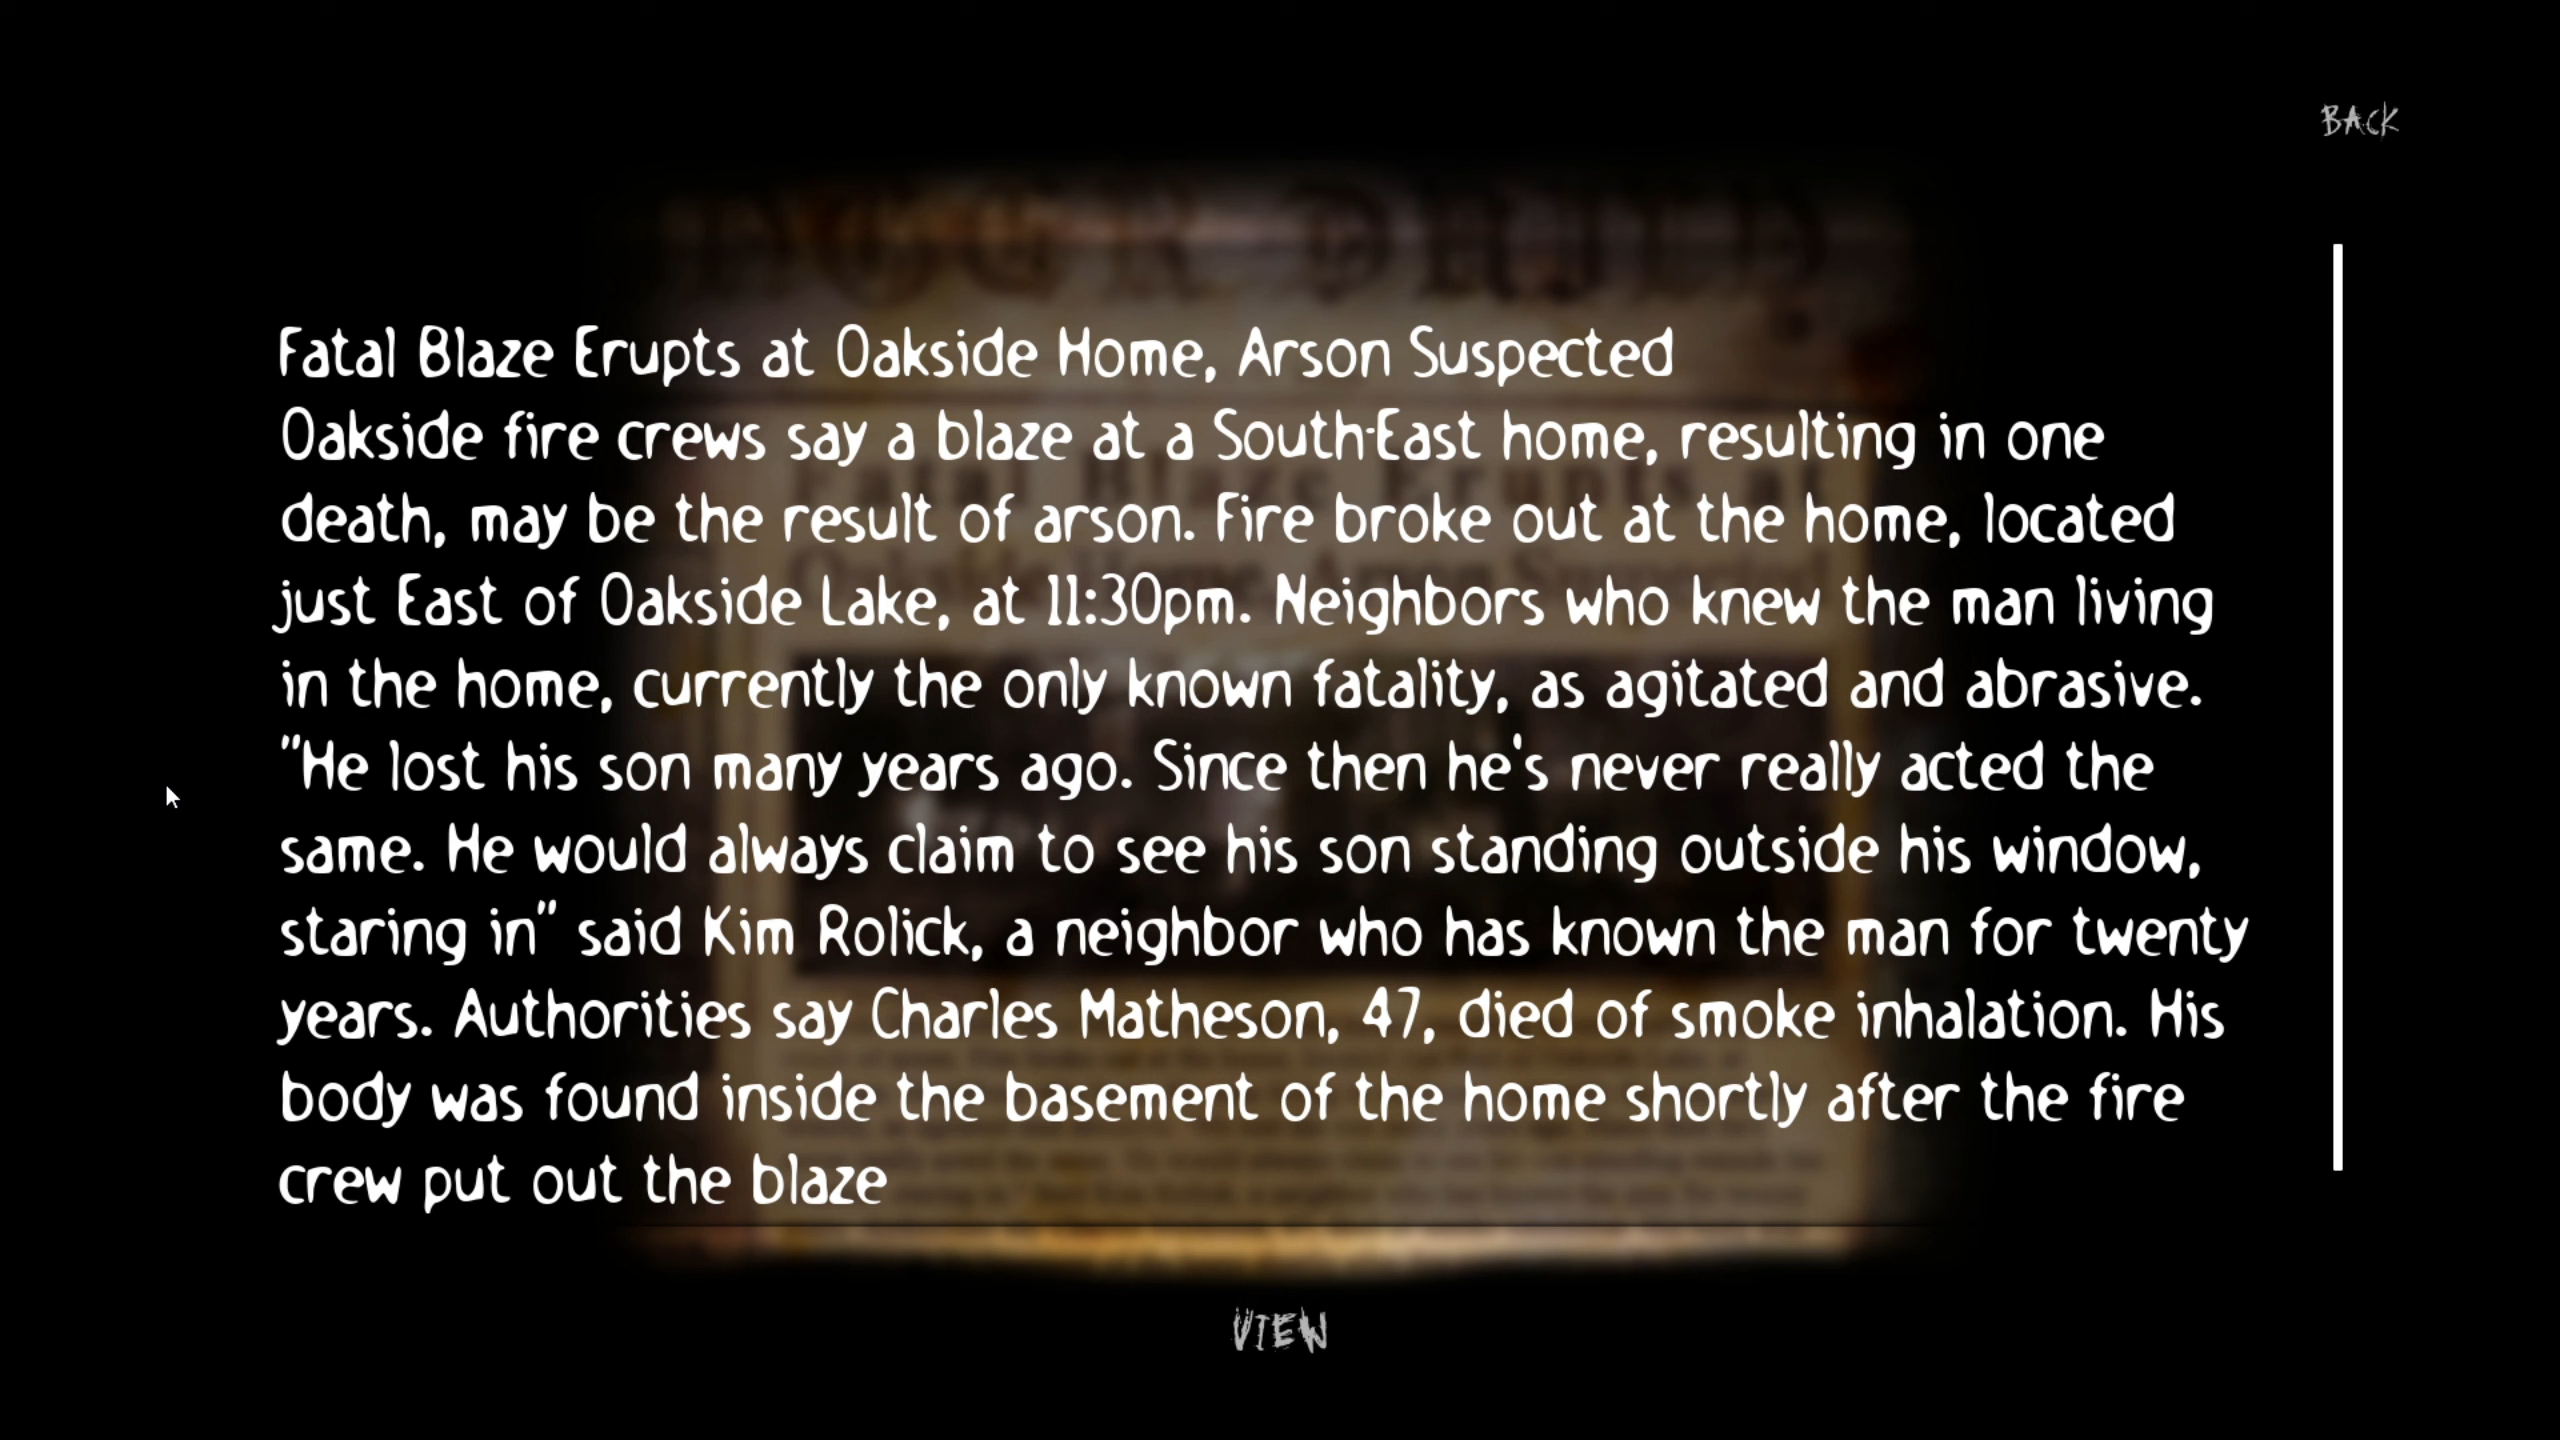 BACK
Fatal Blaze Erupts at Oakside Home, Arson Suspected
Oakside fire crews say a blaze at a South-East home, resulting in one
death, may be the result of arson. Fire broke out at the home, located
just East of Oakside Lake, at 11:30pm. Neighbors who knew the man living
in the home, currently the only known fatality, as agitated and abrasive.
"He lost his son many years ago. Since then he's never really acted the
same. He would always claim to see his son standing outside his window,
staring in" said Kim Rolick, a neighbor who has known the man for twenty
years. Authorities say Charles Matheson, 47, died of smoke inhalation. His
body was found inside the basement of the home shortly after the fire
crew put out the blaze
VIEW